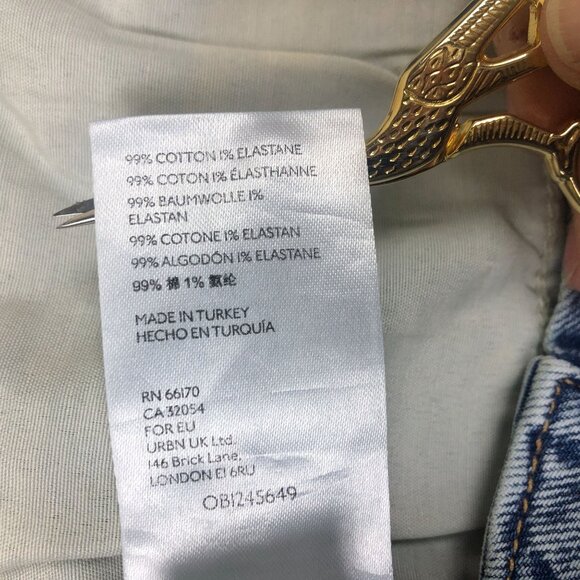 99% COTTON 1% ELASTANE
99% COTON 1% ÉLASTHANNE
99% BAUMWOLLE 1%
ELASTAN
99% COTONE 1% ELASTAN
99% ALGODÓN 1% ELASTANE
99% 棉 1% 氨纶
MADE IN TURKEY
HECHO EN TURQUÍA
RN 66170
CA 32054
FOR EU
URBN UK Ltd.
146 Brick Lane,
LONDON E1 6RU
OB1245649